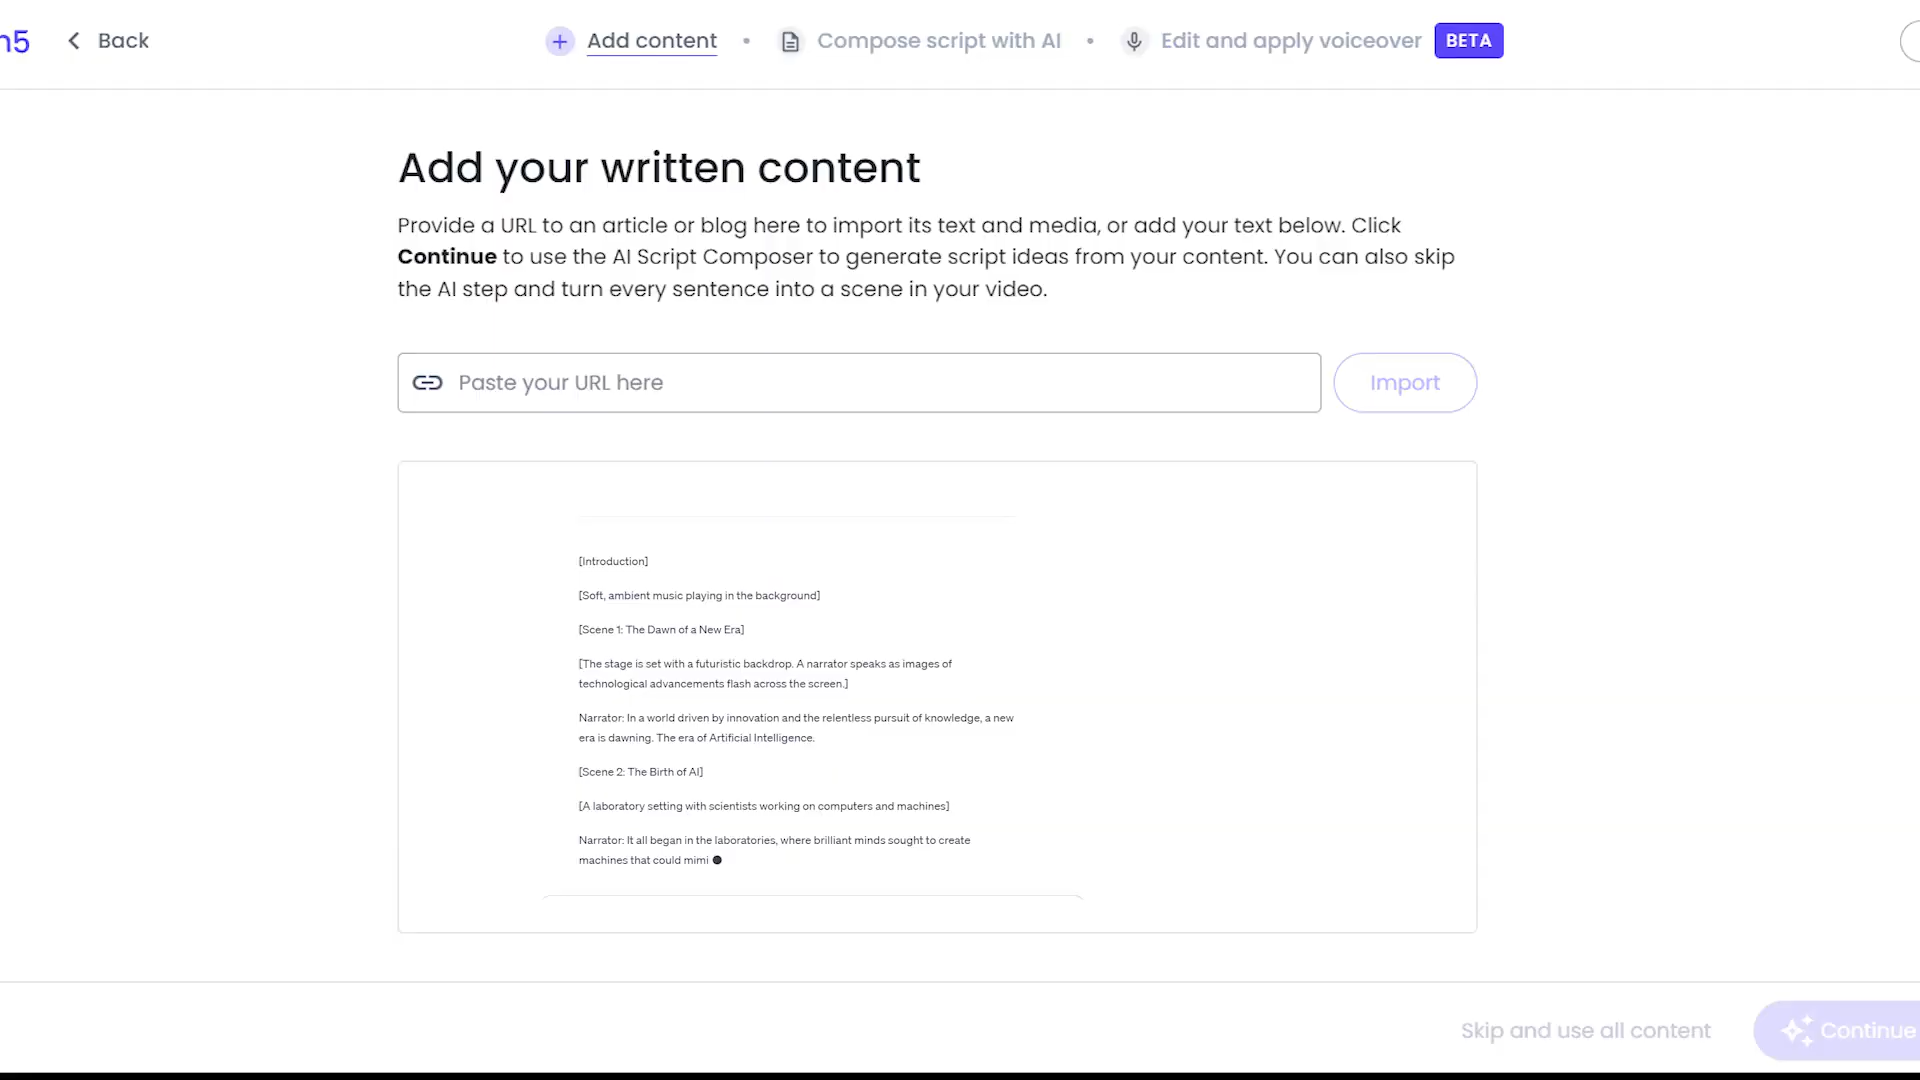 n5
Back
Add content • Compose script with AI • Edit and apply voiceover BETA
Add your written content
Provide a URL to an article or blog here to import its text and media, or add your text below. Click
Continue to use the AI Script Composer to generate script ideas from your content. You can also skip
the AI step and turn every sentence into a scene in your video.
Paste your URL here
Import
[Introduction]
[Soft, ambient music playing in the background]
[Scene 1: The Dawn of a New Era]
[The stage is set with a futuristic backdrop. A narrator speaks as images of
technological advancements flash across the screen.]
Narrator: In a world driven by innovation and the relentless pursuit of knowledge, a new
era is dawning. The era of Artificial Intelligence.
[Scene 2: The Birth of AI]
[A laboratory setting with scientists working on computers and machines]
Narrator: It all began in the laboratories, where brilliant minds sought to create
machines that could mimi
Skip and use all content
Continue